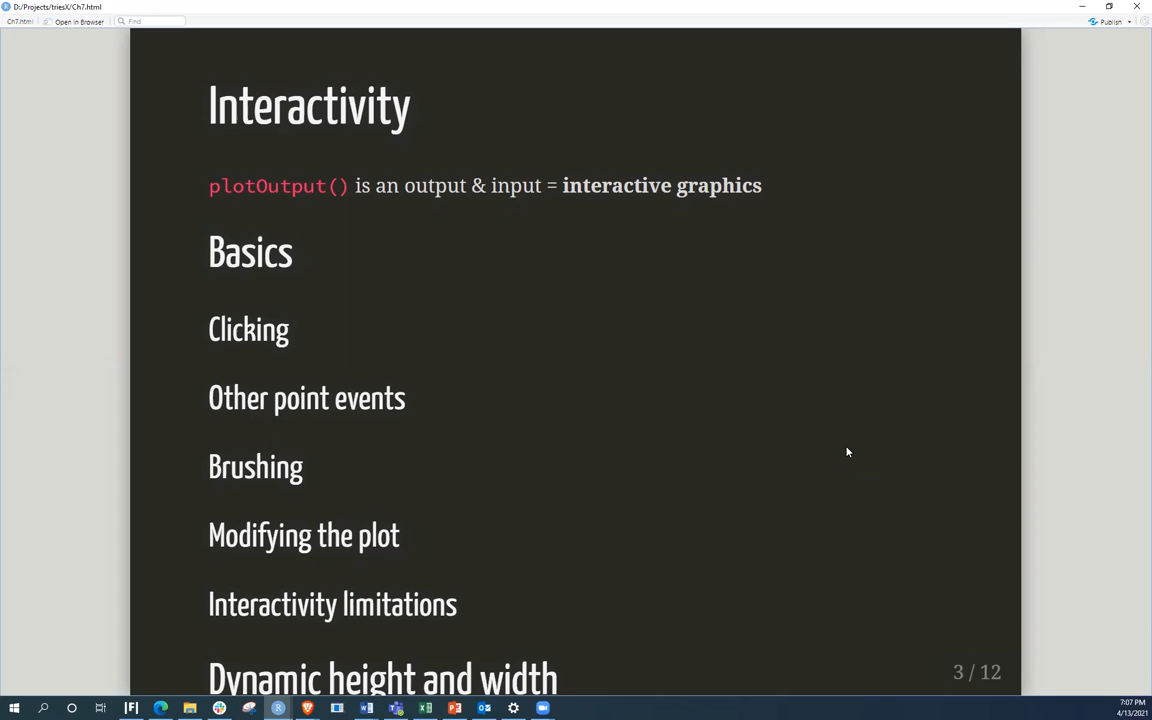 D:/Projects/triesX/Ch7.html
Ch7.html Open in Browser Find Publish
Interactivity
plotOutput() is an output & input = interactive graphics
Basics
Clicking
Other point events
Brushing
Modifying the plot
Interactivity limitations
Dynamic height and width
3 / 12
7:07 PM
4/13/2021